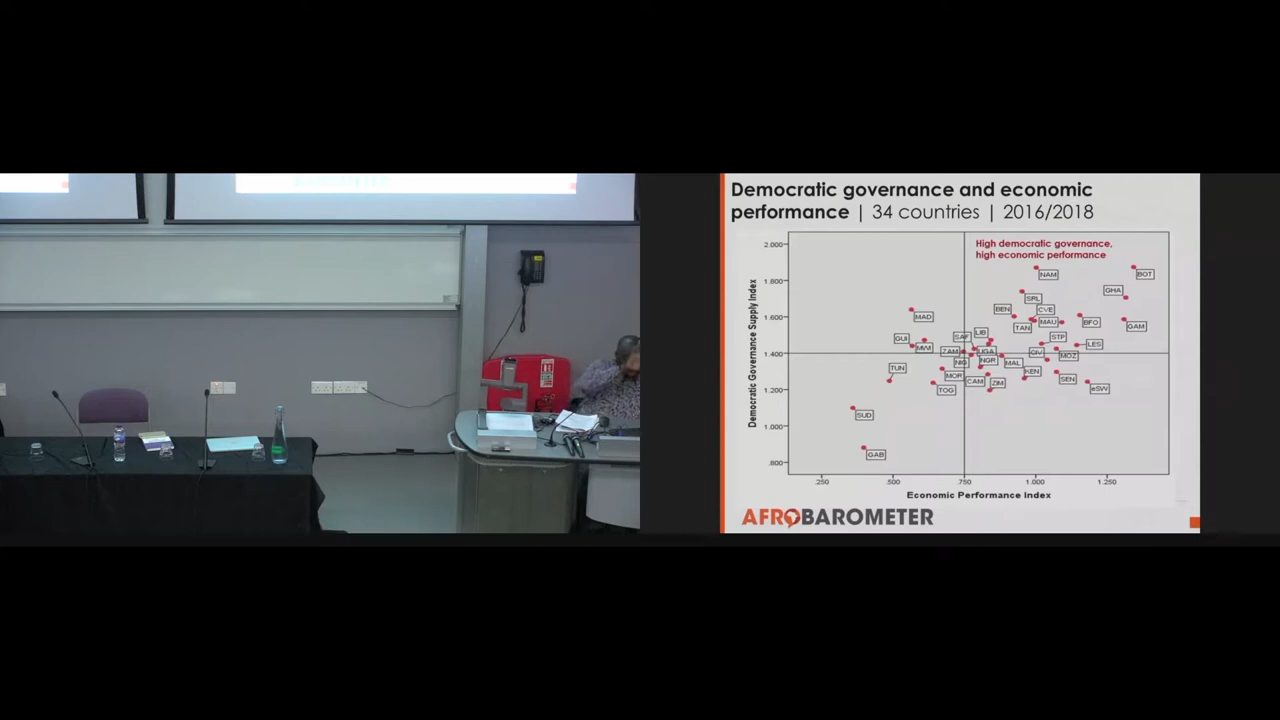 Democratic governance and economic
performance | 34 countries | 2016/2018
High democratic governance,
high economic performance
Democratic Governance Supply Index
2.000
1.800
1.600
1.400
1.200
1.000
.800
NAM
BOT
GHA
SRL
BEN
CVE
MAD
TAN
MAU
BFO
GAM
GUI
MWI
SAF
LIB
STP
LES
ZAM
UGA
CIV
MOZ
NIG
NGR
MAL
TUN
MOR
CAM
ZIM
KEN
SEN
TOG
eSW
SUD
GAB
.250
.500
.750
1.000
1.250
Economic Performance Index
AFROBAROMETER